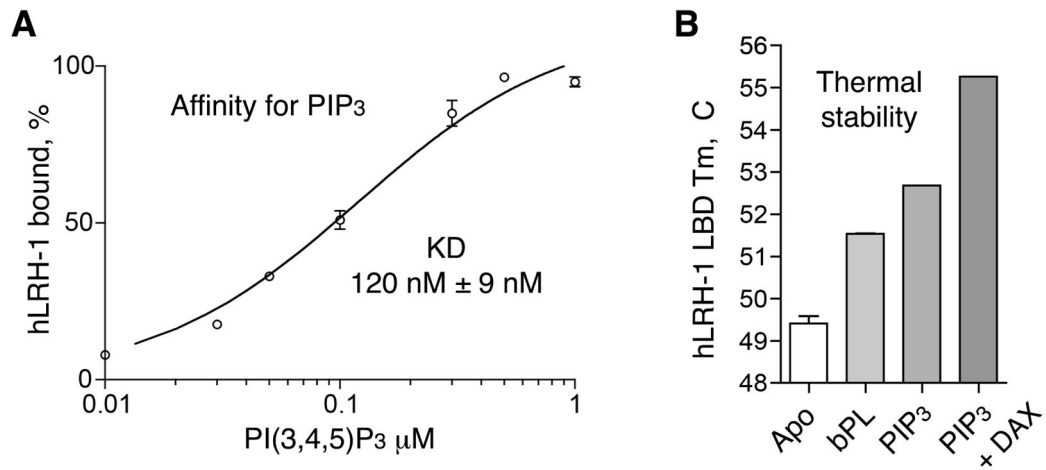 A
hLRH-1 bound, %
100
50
0
Affinity for PIP3
KD
120 nM ± 9 nM
0.01
0.1
1
PI(3,4,5)P3 μM
B
hLRH-1 LBD Tm, C
56
55
54
53
52
51
50
49
48
Thermal
stability
Apo
bPL
PIP3
PIP3
+ DAX